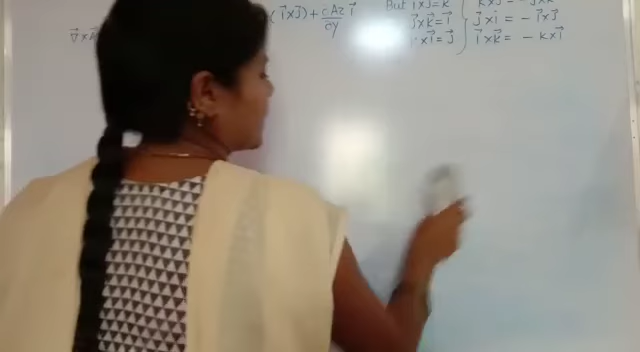 ∇⃗ × A
(i⃗×j⃗) + ∂Az/∂y i⃗
But i⃗×j⃗ = k⃗
j⃗×k⃗ = i⃗
×i⃗ = j⃗
j⃗×i⃗ = - i⃗×j⃗
i⃗×k⃗ = - k×i⃗